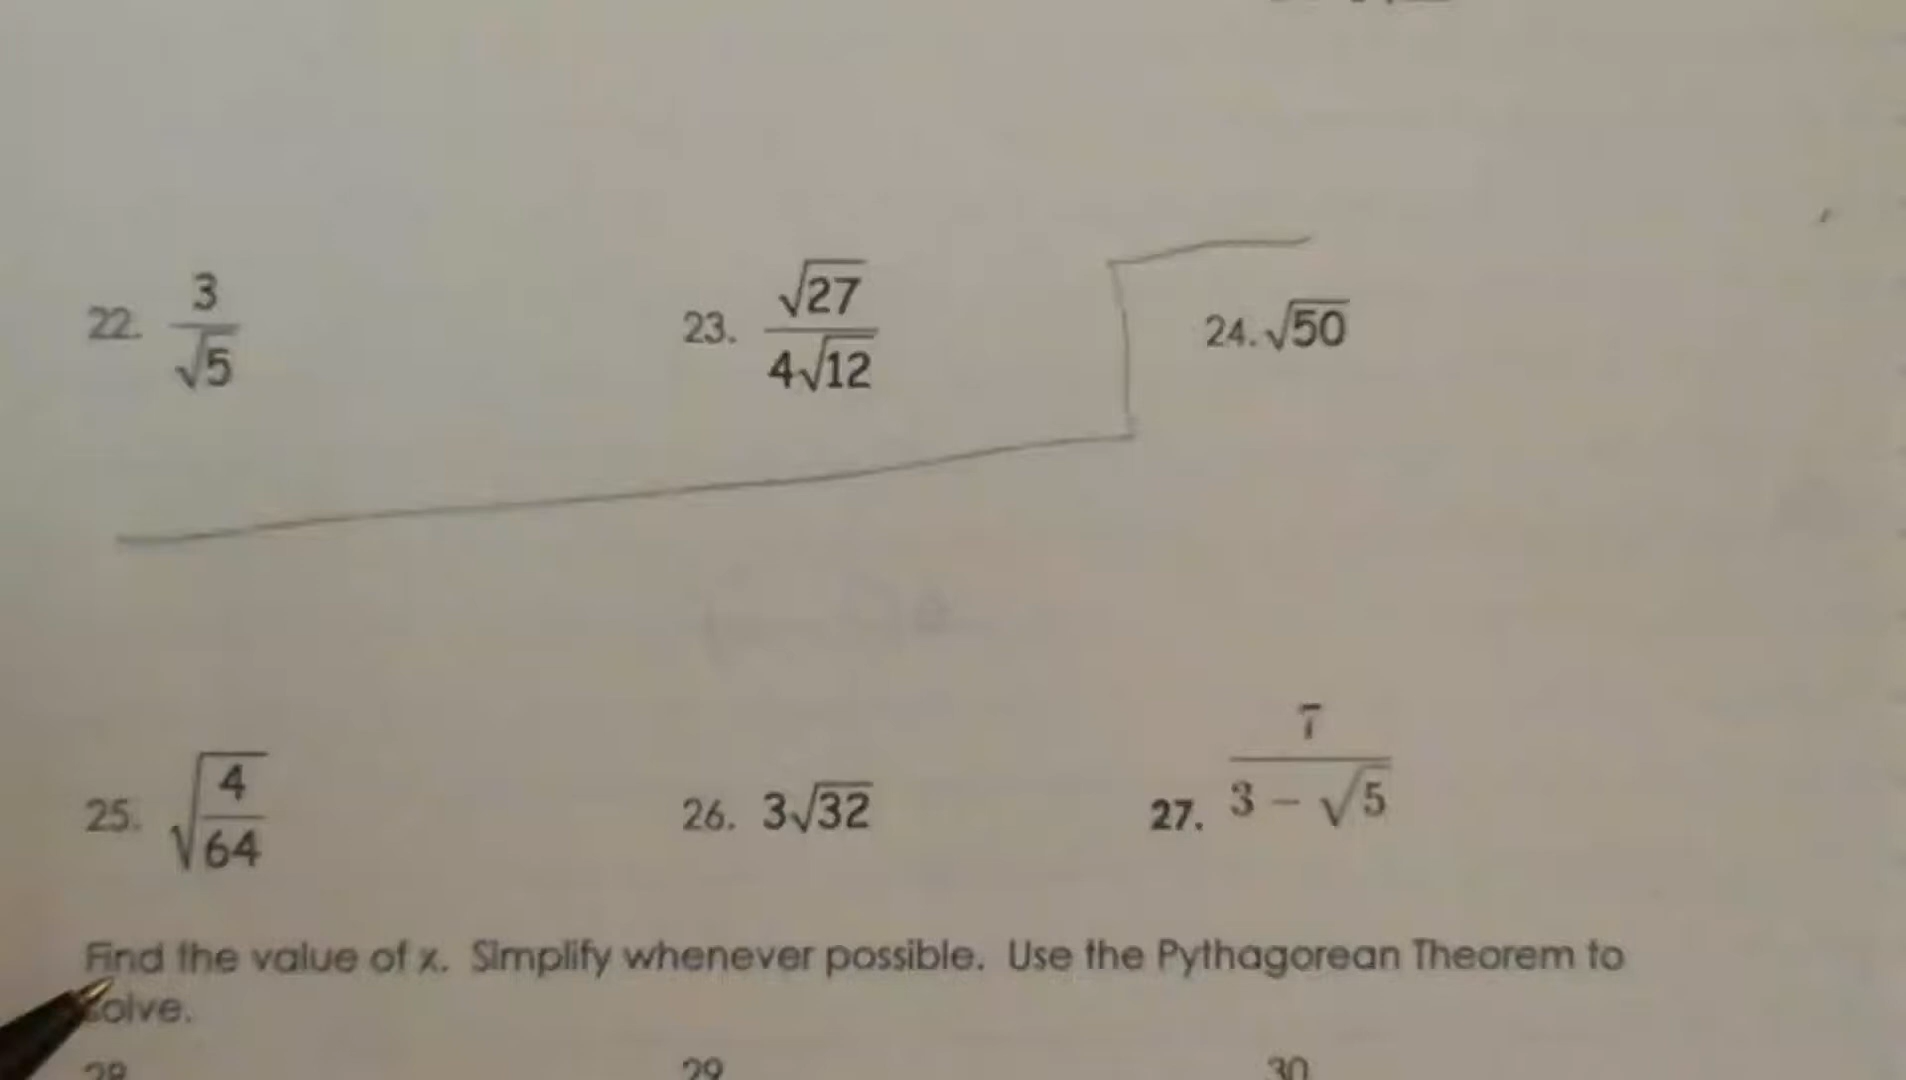 22. 3/√5
23. √27/4√12
24. √50
25. √4/64
26. 3√32
27. 7/3 − √5
Find the value of x. Simplify whenever possible. Use the Pythagorean Theorem to
solve.
28
29
30